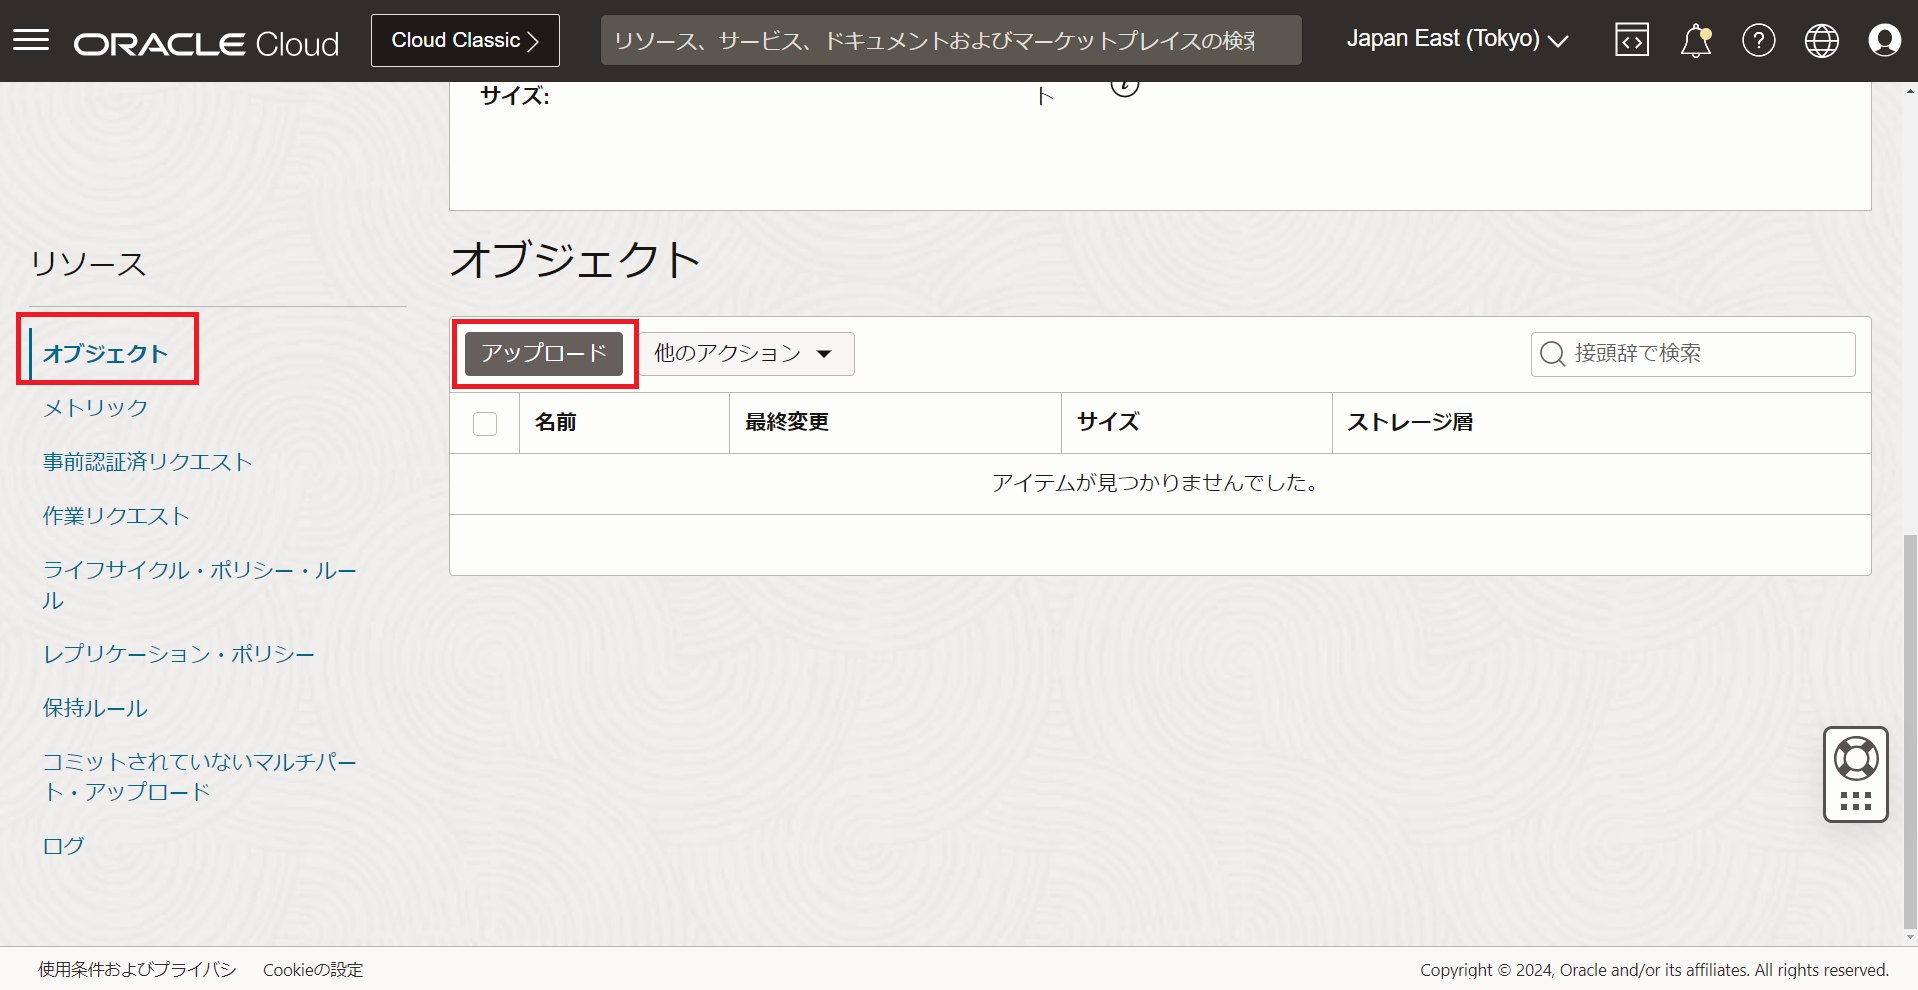 ORACLE Cloud
Cloud Classic
リソース、サービス、ドキュメントおよびマーケットプレイスの検索
Japan East (Tokyo)
サイズ:
ト
リソース
オブジェクト
メトリック
事前認証済リクエスト
作業リクエスト
ライフサイクル・ポリシー・ルー
ル
レプリケーション・ポリシー
保持ルール
コミットされていないマルチパー
ト・アップロード
ログ
オブジェクト
アップロード
他のアクション
接頭辞で検索
名前
最終変更
サイズ
ストレージ層
アイテムが見つかりませんでした。
使用条件およびプライバシ
Cookieの設定
Copyright © 2024, Oracle and/or its affiliates. All rights reserved.